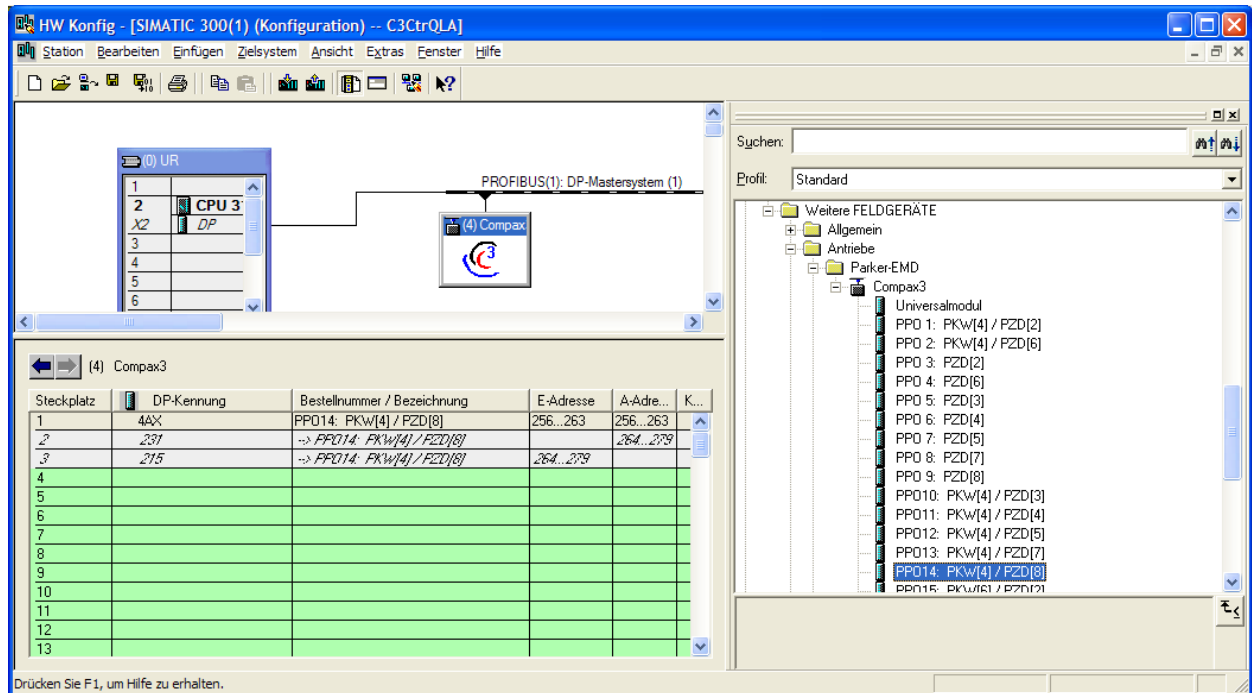 HW Konfig - [SIMATIC 300(1) (Konfiguration) -- C3CtrQLA]
Station Bearbeiten Einfügen Zielsystem Ansicht Extras Fenster Hilfe
(0) UR
1
2 CPU 3
X2 DP
3
4
5
6
PROFIBUS(1): DP-Mastersystem (1)
(4) Compax
C3
Suchen:
Profil: Standard
Weitere FELDGERÄTE
Allgemein
Antriebe
Parker-EMD
Compax3
Universalmodul
PPO 1: PKW[4] / PZD[2]
PPO 2: PKW[4] / PZD[6]
PPO 3: PZD[2]
PPO 4: PZD[6]
PPO 5: PZD[3]
PPO 6: PZD[4]
PPO 7: PZD[5]
PPO 8: PZD[7]
PPO 9: PZD[8]
PPO10: PKW[4] / PZD[3]
PPO11: PKW[4] / PZD[4]
PPO12: PKW[4] / PZD[5]
PPO13: PKW[4] / PZD[7]
PPO14: PKW[4] / PZD[8]
PPO15: PKW[6] / PZD[2]
(4) Compax3
Steckplatz DP-Kennung Bestellnummer / Bezeichnung E-Adresse A-Adre... K...
1 4AX PPO14: PKW[4] / PZD[8] 256...263 256...263
2 231 --> PPO14: PKW[4] / PZD[8] 264...279
3 215 --> PPO14: PKW[4] / PZD[8] 264...279
4
5
6
7
8
9
10
11
12
13
Drücken Sie F1, um Hilfe zu erhalten.